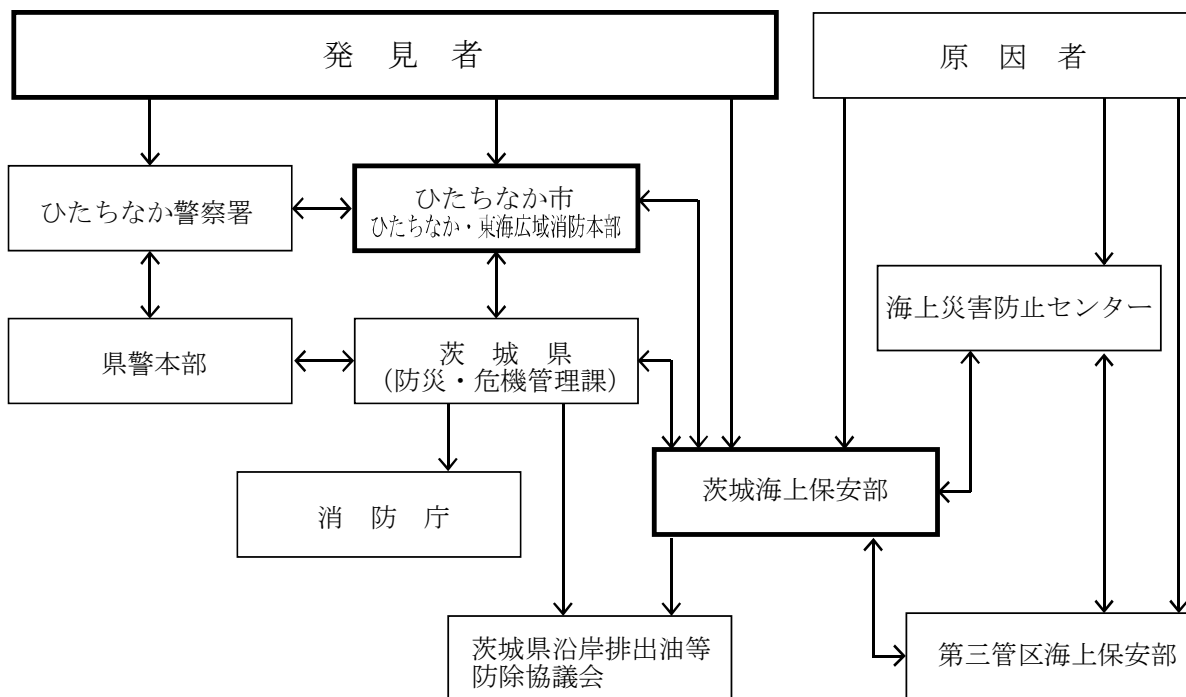 発　見　者
原　因　者
ひたちなか警察署
ひたちなか市
ひたちなか・東海広域消防本部
海上災害防止センター
県警本部
茨　城　県
（防災・危機管理課）
茨城海上保安部
消　防　庁
茨城県沿岸排出油等
防除協議会
第三管区海上保安部